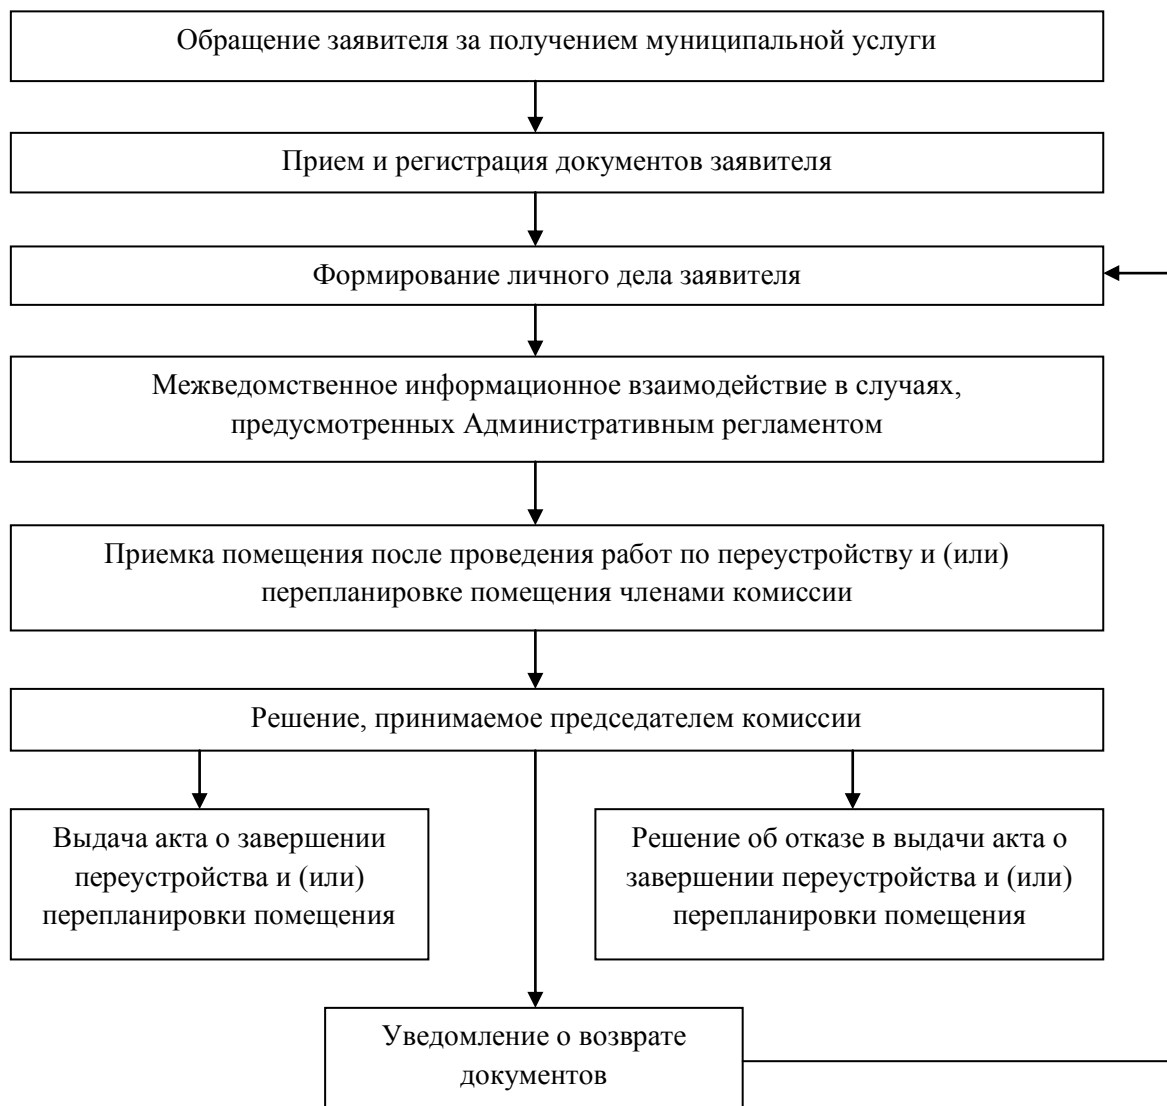 Обращение заявителя за получением муниципальной услуги
Прием и регистрация документов заявителя
Формирование личного дела заявителя
Межведомственное информационное взаимодействие в случаях,
предусмотренных Административным регламентом
Приемка помещения после проведения работ по переустройству и (или)
перепланировке помещения членами комиссии
Решение, принимаемое председателем комиссии
Выдача акта о завершении
переустройства и (или)
перепланировки помещения
Решение об отказе в выдачи акта о
завершении переустройства и (или)
перепланировки помещения
Уведомление о возврате
документов